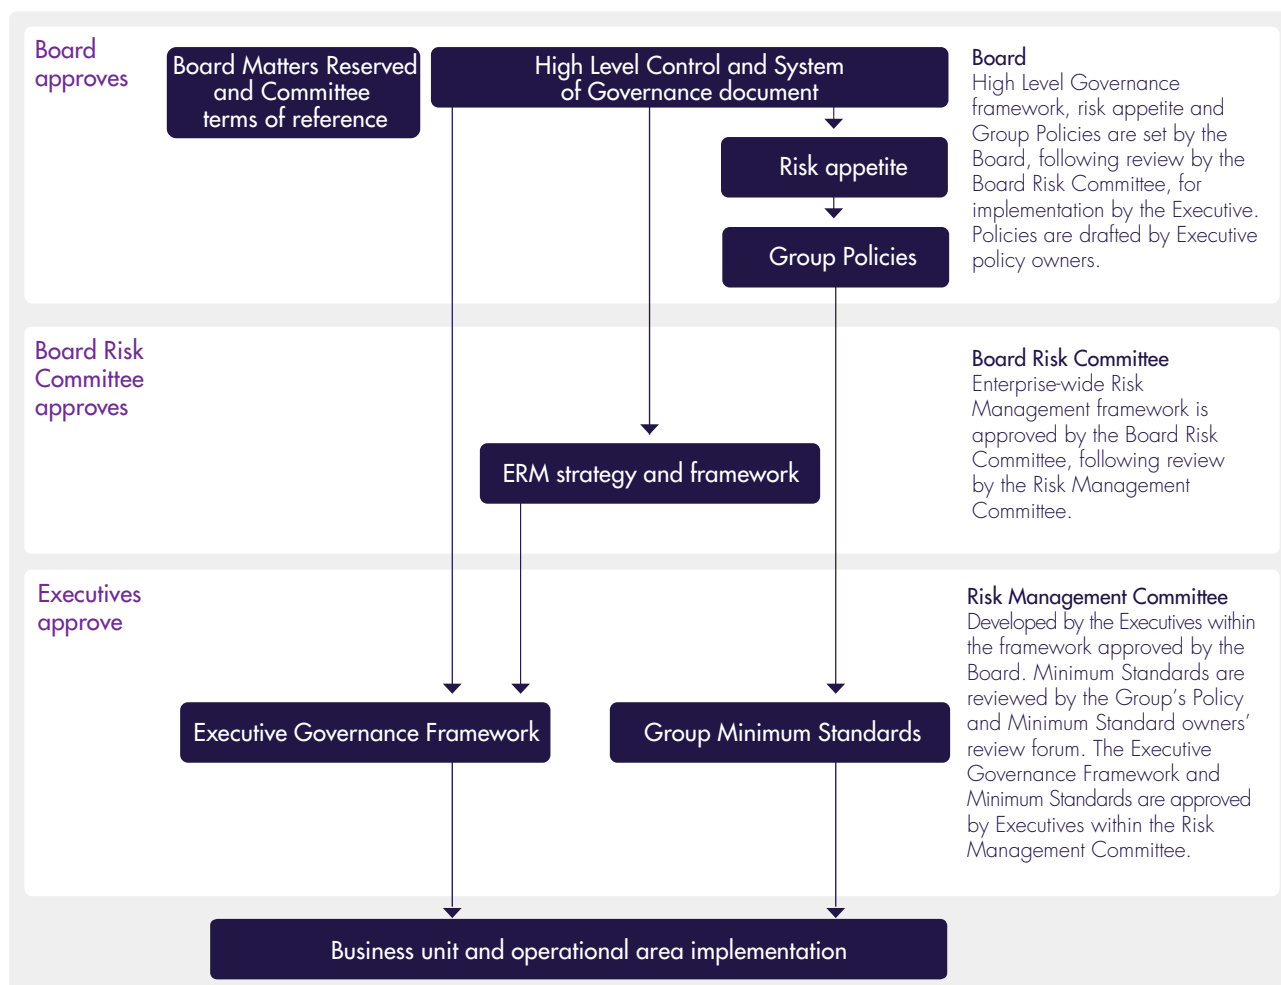 Board
approves
Board Matters Reserved
and Committee
terms of reference
High Level Control and System
of Governance document
Risk appetite
Group Policies
Board
High Level Governance
framework, risk appetite and
Group Policies are set by the
Board, following review by the
Board Risk Committee, for
implementation by the Executive.
Policies are drafted by Executive
policy owners.
Board Risk
Committee
approves
ERM strategy and framework
Board Risk Committee
Enterprise-wide Risk
Management framework is
approved by the Board Risk
Committee, following review
by the Risk Management
Committee.
Executives
approve
Executive Governance Framework
Group Minimum Standards
Risk Management Committee
Developed by the Executives within
the framework approved by the
Board. Minimum Standards are
reviewed by the Group's Policy
and Minimum Standard owners'
review forum. The Executive
Governance Framework and
Minimum Standards are approved
by Executives within the Risk
Management Committee.
Business unit and operational area implementation